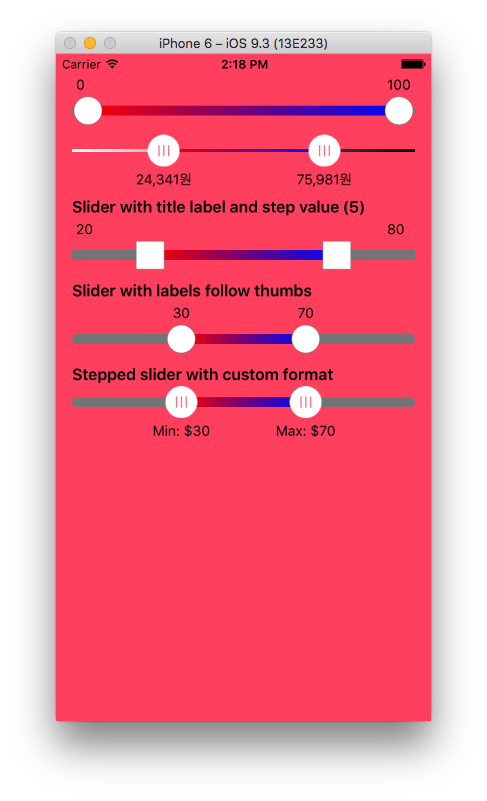 iPhone 6 – iOS 9.3 (13E233)
Carrier 2:18 PM
0 100
24,341원 75,981원
Slider with title label and step value (5)
20 80
Slider with labels follow thumbs
30 70
Stepped slider with custom format
Min: $30 Max: $70